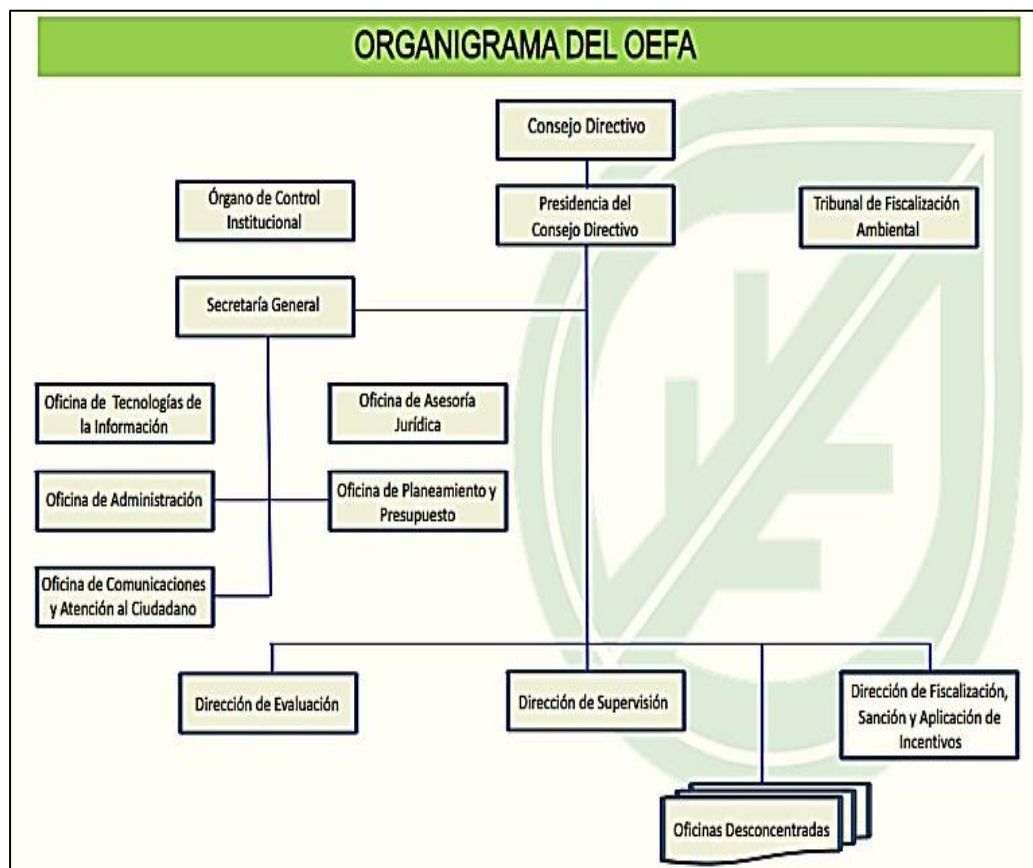 ORGANIGRAMA DEL OEFA
Consejo Directivo
Órgano de Control
Institucional
Presidencia del
Consejo Directivo
Tribunal de Fiscalización
Ambiental
Secretaría General
Oficina de Tecnologías de
la Información
Oficina de Asesoría
Jurídica
Oficina de Administración
Oficina de Planeamiento y
Presupuesto
Oficina de Comunicaciones
y Atención al Ciudadano
Dirección de Evaluación
Dirección de Supervisión
Dirección de Fiscalización,
Sanción y Aplicación de
Incentivos
Oficinas Desconcentradas